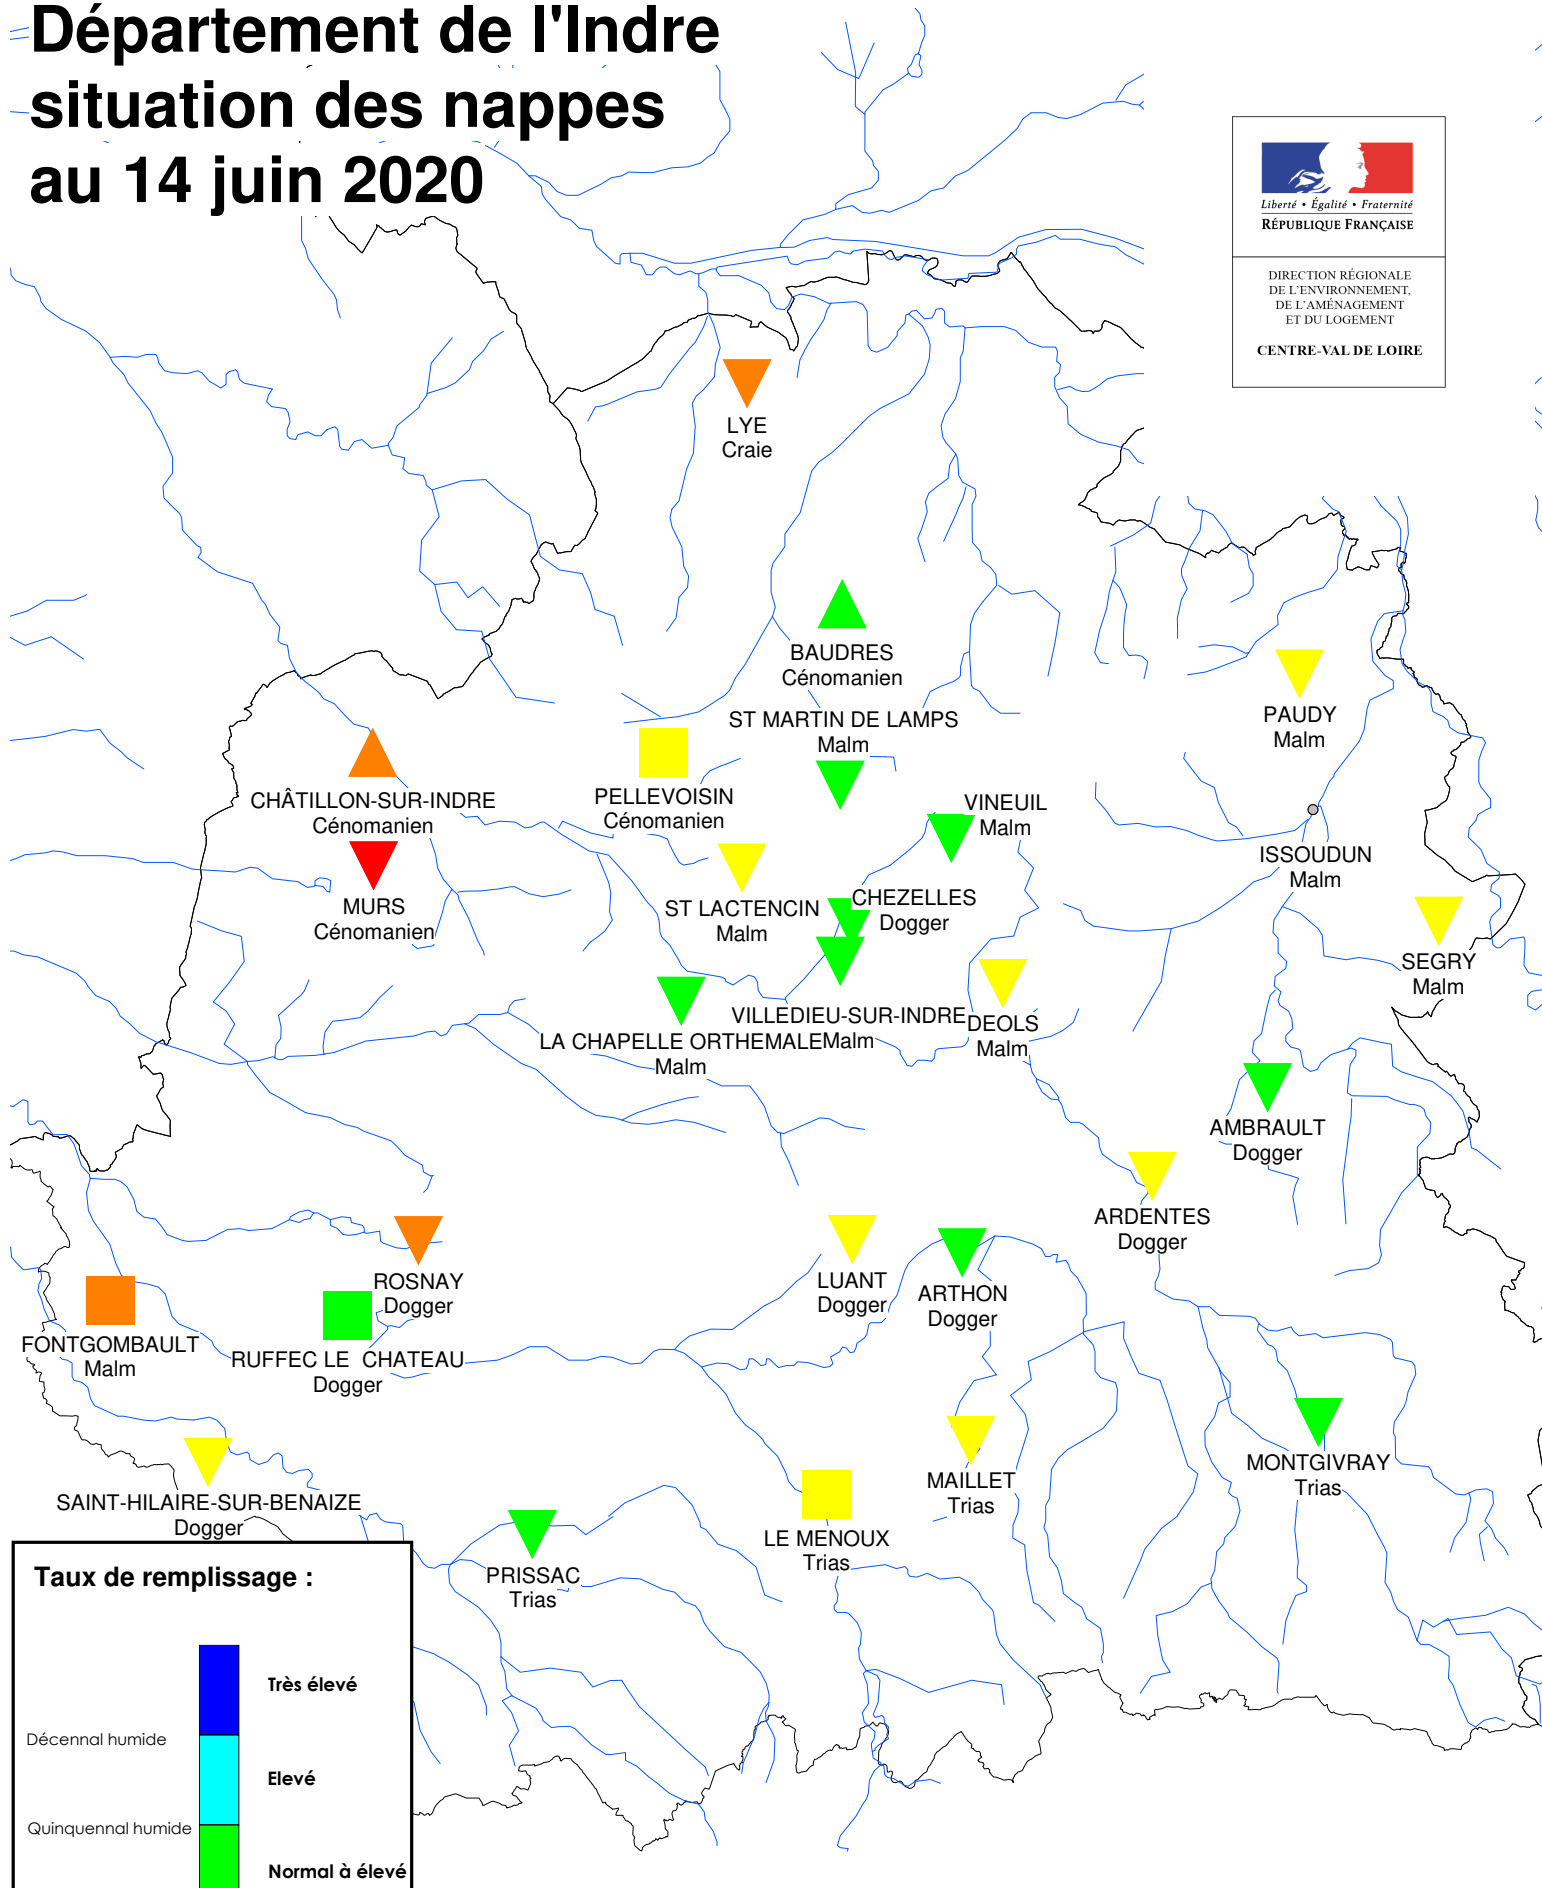 Département de l'Indre
situation des nappes
au 14 juin 2020
Liberté • Égalité • Fraternité
RÉPUBLIQUE FRANÇAISE
DIRECTION RÉGIONALE
DE L'ENVIRONNEMENT,
DE L'AMÉNAGEMENT
ET DU LOGEMENT
CENTRE-VAL DE LOIRE
LYE
Craie
BAUDRES
Cénomanien
ST MARTIN DE LAMPS
Malm
PAUDY
Malm
CHÂTILLON-SUR-INDRE
Cénomanien
PELLEVOISIN
Cénomanien
VINEUIL
Malm
ISSOUDUN
Malm
MURS
Cénomanien
ST LACTENCIN
Malm
CHEZELLES
Dogger
SEGRY
Malm
VILLEDIEU-SUR-INDRE
Malm
DEOLS
Malm
LA CHAPELLE ORTHEMALE
Malm
AMBRAULT
Dogger
ARDENTES
Dogger
ROSNAY
Dogger
LUANT
Dogger
ARTHON
Dogger
FONTGOMBAULT
Malm
RUFFEC LE  CHATEAU
Dogger
MONTGIVRAY
Trias
MAILLET
Trias
SAINT-HILAIRE-SUR-BENAIZE
Dogger
LE MENOUX
Trias
PRISSAC
Trias
Taux de remplissage :
Très élevé
Décennal humide
Elevé
Quinquennal humide
Normal à élevé